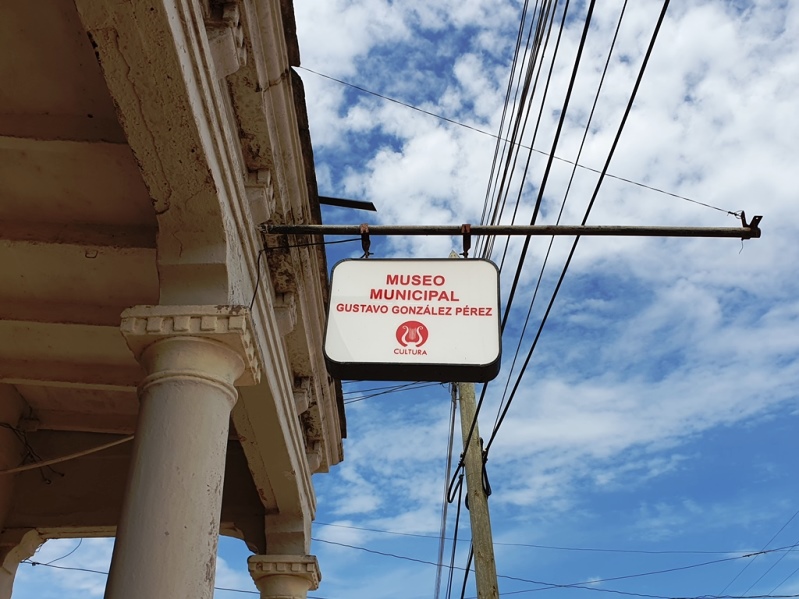 MUSEO
MUNICIPAL
GUSTAVO GONZÁLEZ PÉREZ
CULTURA